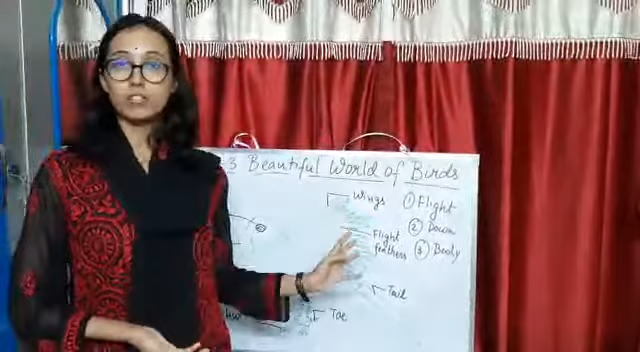 3 Beautiful World of Birds
Wings
① Flight
② Down
Flight
feathers
③ Body
Tail
Toe